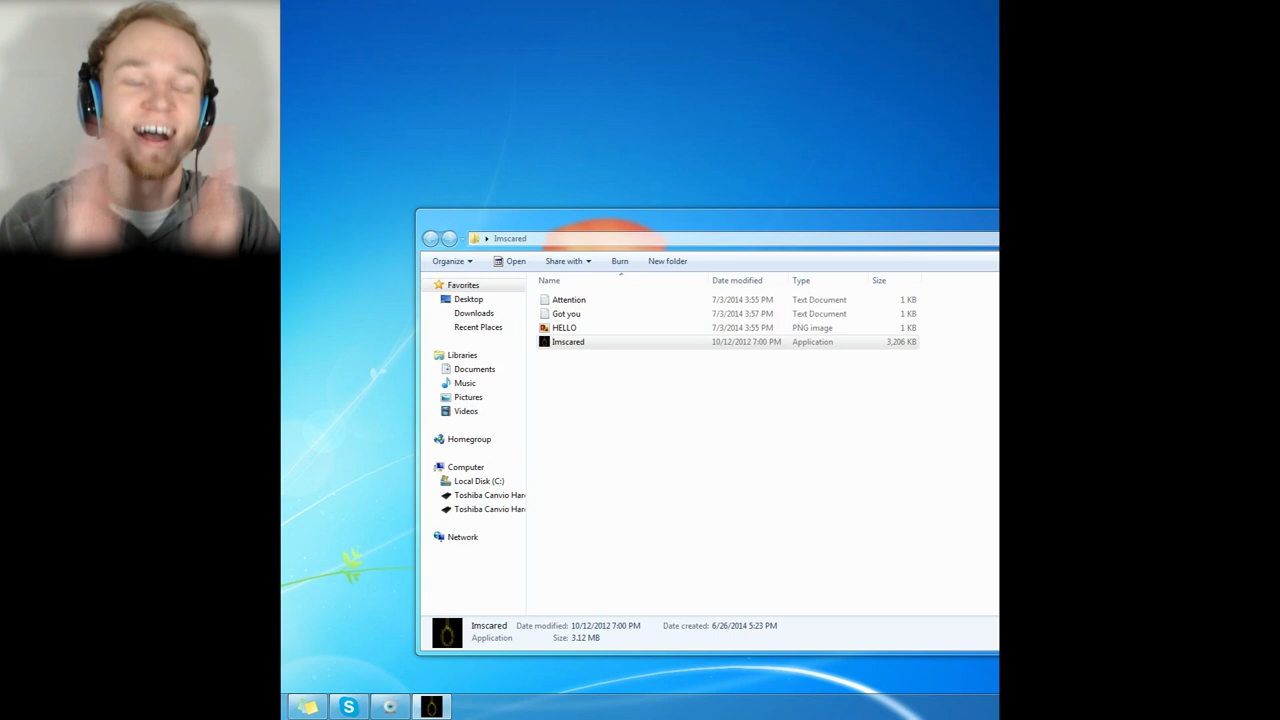 Imscared
Organize Open Share with Burn New folder
Name Date modified Type Size
Favorites
Desktop
Downloads
Recent Places
Libraries
Documents
Music
Pictures
Videos
Homegroup
Computer
Local Disk (C:)
Toshiba Canvio Har
Toshiba Canvio Har
Network
Attention 7/3/2014 3:55 PM Text Document 1 KB
Got you 7/3/2014 3:57 PM Text Document 1 KB
HELLO 7/3/2014 3:55 PM PNG image 1 KB
Imscared 10/12/2012 7:00 PM Application 3,206 KB
Imscared Date modified: 10/12/2012 7:00 PM Date created: 6/26/2014 5:23 PM
Application Size: 3.12 MB